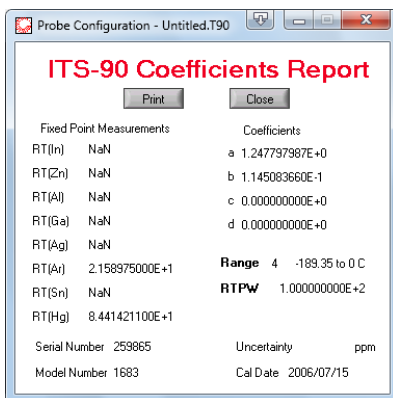 Probe Configuration - Untitled.T90
ITS-90 Coefficients Report
Print Close
Fixed Point Measurements Coefficients
RT(In) NaN a 1.247797987E+0
RT(Zn) NaN b 1.145083660E-1
RT(Al) NaN c 0.000000000E+0
RT(Ga) NaN d 0.000000000E+0
RT(Ag) NaN
RT(Ar) 2.158975000E+1 Range 4 -189.35 to 0 C
RT(Sn) NaN RTPW 1.000000000E+2
RT(Hg) 8.441421100E+1
Serial Number 259865 Uncertainty ppm
Model Number 1683 Cal Date 2006/07/15